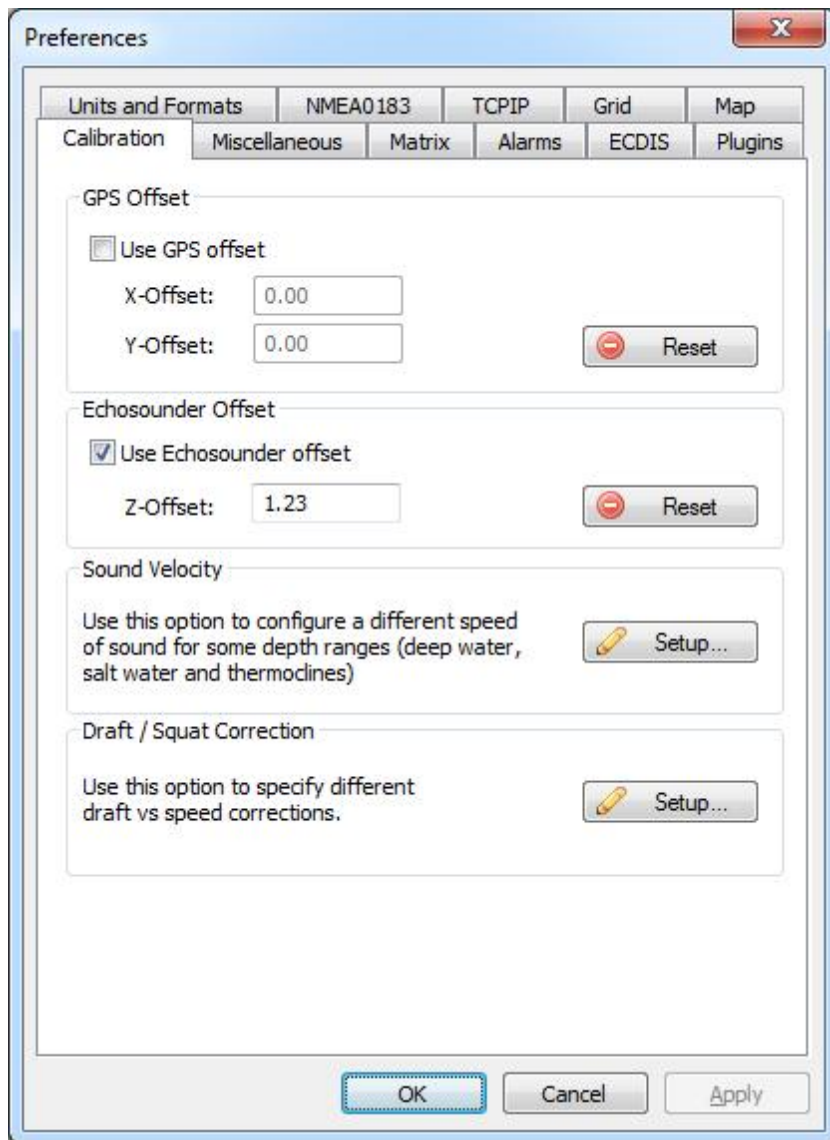 Preferences
Units and Formats NMEA0183 TCPIP Grid Map
Calibration Miscellaneous Matrix Alarms ECDIS Plugins
GPS Offset
Use GPS offset
X-Offset: 0.00
Y-Offset: 0.00 Reset
Echosounder Offset
Use Echosounder offset
Z-Offset: 1.23 Reset
Sound Velocity
Use this option to configure a different speed
of sound for some depth ranges (deep water,
salt water and thermoclines)
Setup...
Draft / Squat Correction
Use this option to specify different
draft vs speed corrections.
Setup...
OK Cancel Apply